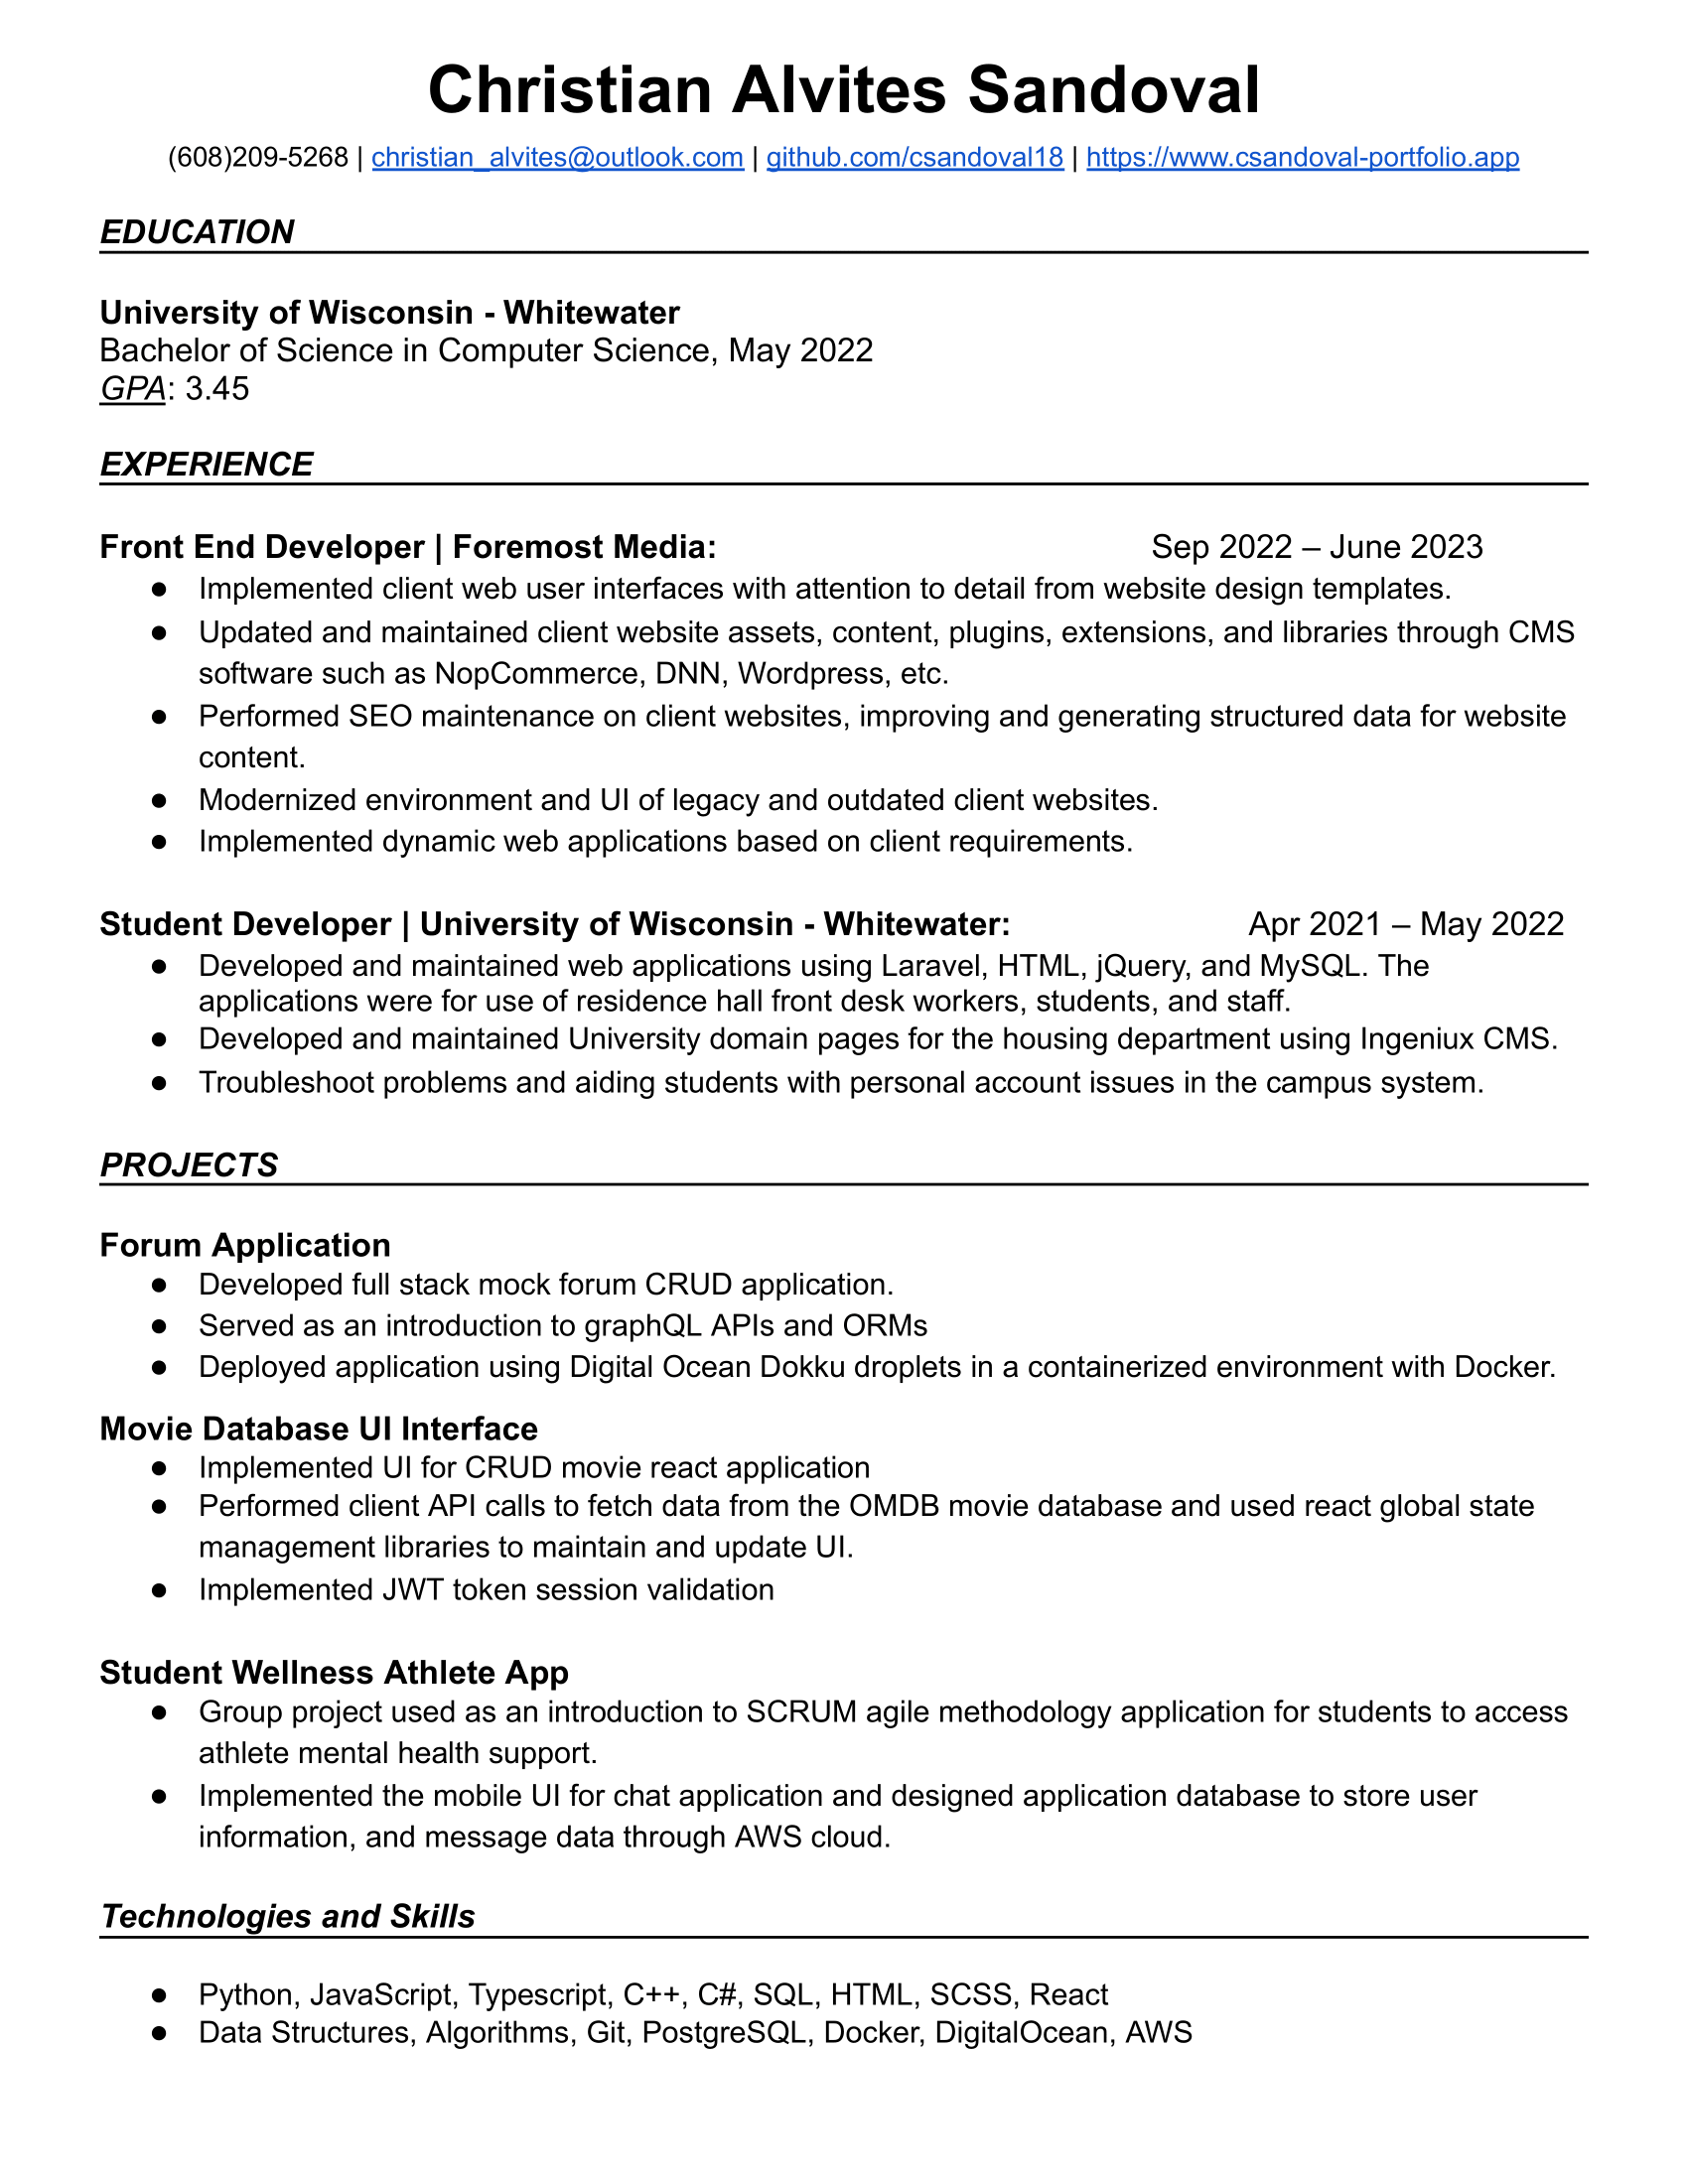 Christian Alvites Sandoval
(608)209-5268 | christian_alvites@outlook.com | github.com/csandoval18 | https://www.csandoval-portfolio.app
EDUCATION
University of Wisconsin - Whitewater
Bachelor of Science in Computer Science, May 2022
GPA: 3.45
EXPERIENCE
Front End Developer | Foremost Media: Sep 2022 – June 2023
● Implemented client web user interfaces with attention to detail from website design templates.
● Updated and maintained client website assets, content, plugins, extensions, and libraries through CMS
software such as NopCommerce, DNN, Wordpress, etc.
● Performed SEO maintenance on client websites, improving and generating structured data for website
content.
● Modernized environment and UI of legacy and outdated client websites.
● Implemented dynamic web applications based on client requirements.
Student Developer | University of Wisconsin - Whitewater: Apr 2021 – May 2022
● Developed and maintained web applications using Laravel, HTML, jQuery, and MySQL. The
applications were for use of residence hall front desk workers, students, and staff.
● Developed and maintained University domain pages for the housing department using Ingeniux CMS.
● Troubleshoot problems and aiding students with personal account issues in the campus system.
PROJECTS
Forum Application
● Developed full stack mock forum CRUD application.
● Served as an introduction to graphQL APIs and ORMs
● Deployed application using Digital Ocean Dokku droplets in a containerized environment with Docker.
Movie Database UI Interface
● Implemented UI for CRUD movie react application
● Performed client API calls to fetch data from the OMDB movie database and used react global state
management libraries to maintain and update UI.
● Implemented JWT token session validation
Student Wellness Athlete App
● Group project used as an introduction to SCRUM agile methodology application for students to access
athlete mental health support.
● Implemented the mobile UI for chat application and designed application database to store user
information, and message data through AWS cloud.
Technologies and Skills
● Python, JavaScript, Typescript, C++, C#, SQL, HTML, SCSS, React
● Data Structures, Algorithms, Git, PostgreSQL, Docker, DigitalOcean, AWS